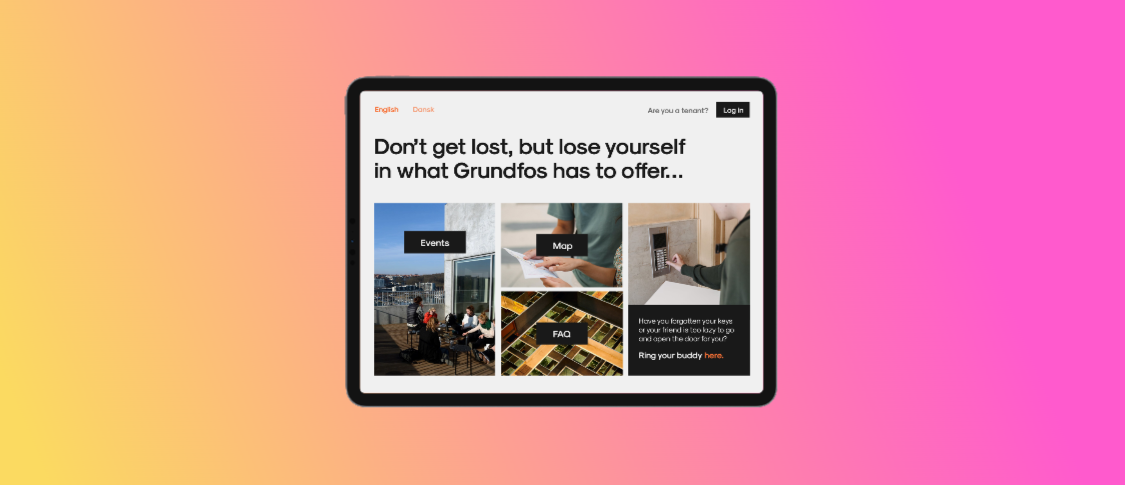 English Dansk
Are you a tenant? Log in
Don't get lost, but lose yourself
in what Grundfos has to offer...
Events
Map
FAQ
Have you forgotten your keys
or your friend is too lazy to go
and open the door for you?
Ring your buddy here.